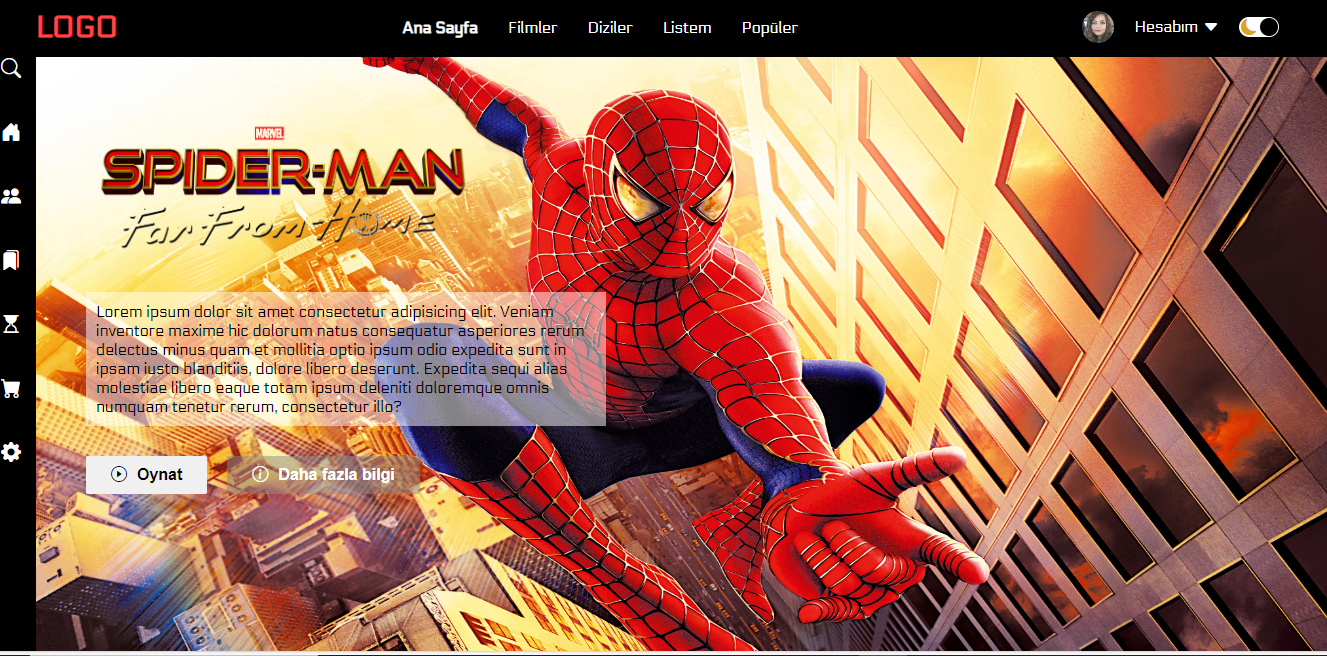 LOGO
Ana Sayfa
Filmler
Diziler
Listem
Popüler
Hesabım
MARVEL
SPIDER-MAN
Far From Home
Lorem ipsum dolor sit amet consectetur adipisicing elit. Veniam
inventore maxime hic dolorum natus consequatur asperiores rerum
delectus minus quam et mollitia optio ipsum odio expedita sunt in
ipsam iusto blanditiis, dolore libero deserunt. Expedita sequi alias
molestiae libero eaque totam ipsum deleniti doloremque omnis
numquam tenetur rerum, consectetur illo?
Oynat
Daha fazla bilgi